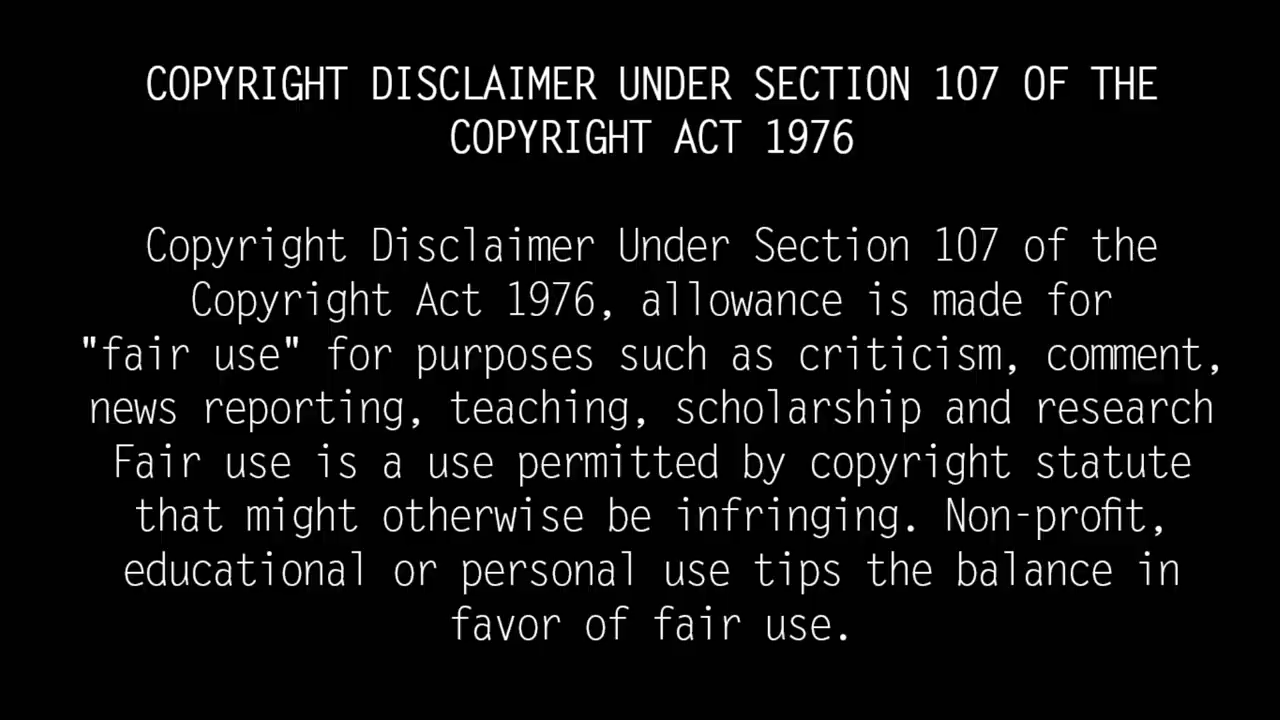 COPYRIGHT DISCLAIMER UNDER SECTION 107 OF THE
COPYRIGHT ACT 1976
Copyright Disclaimer Under Section 107 of the
Copyright Act 1976, allowance is made for
"fair use" for purposes such as criticism, comment,
news reporting, teaching, scholarship and research
Fair use is a use permitted by copyright statute
that might otherwise be infringing. Non-profit,
educational or personal use tips the balance in
favor of fair use.